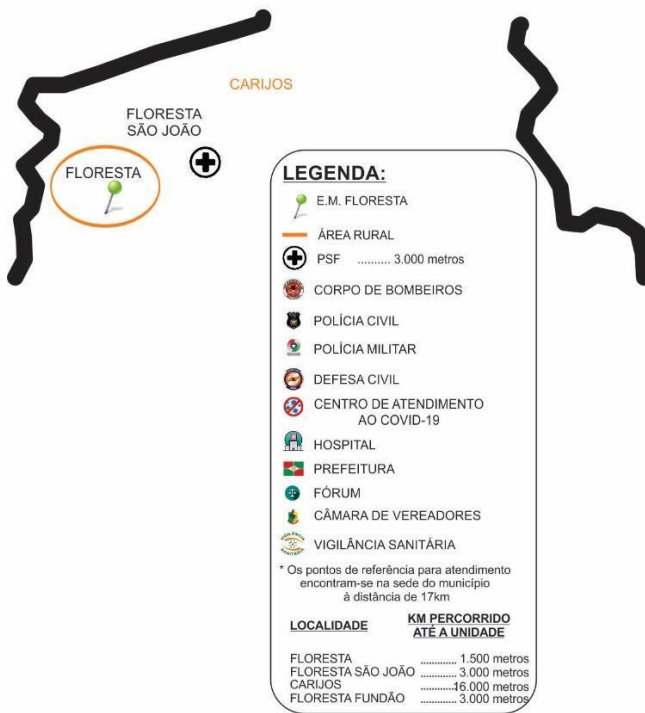 CARIJOS
FLORESTA
SÃO JOÃO
FLORESTA
LEGENDA:
E.M. FLORESTA
ÁREA RURAL
PSF .......... 3.000 metros
CORPO DE BOMBEIROS
POLÍCIA CIVIL
POLÍCIA MILITAR
DEFESA CIVIL
CENTRO DE ATENDIMENTO
AO COVID-19
HOSPITAL
PREFEITURA
FÓRUM
CÂMARA DE VEREADORES
VIGILÂNCIA SANITÁRIA
* Os pontos de referência para atendimento
encontram-se na sede do município
à distância de 17km
LOCALIDADE KM PERCORRIDO
ATÉ A UNIDADE
FLORESTA ............. 1.500 metros
FLORESTA SÃO JOÃO ............. 3.000 metros
CARIJOS .............16.000 metros
FLORESTA FUNDÃO ............. 3.000 metros